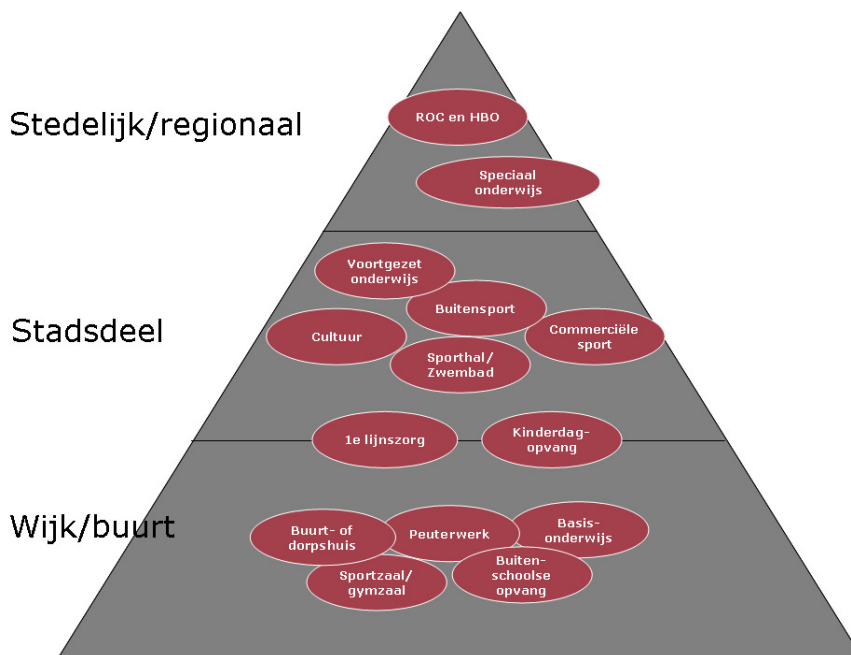 Stedelijk/regionaal
ROC en HBO
Speciaal
onderwijs
Stadsdeel
Voortgezet
onderwijs
Buitensport
Cultuur
Commerciële
sport
Sporthal/
Zwembad
1e lijnszorg
Kinderdag-
opvang
Wijk/buurt
Buurt- of
dorpshuis
Peuterwerk
Basis-
onderwijs
Sportzaal/
gymzaal
Buiten-
schoolse
opvang